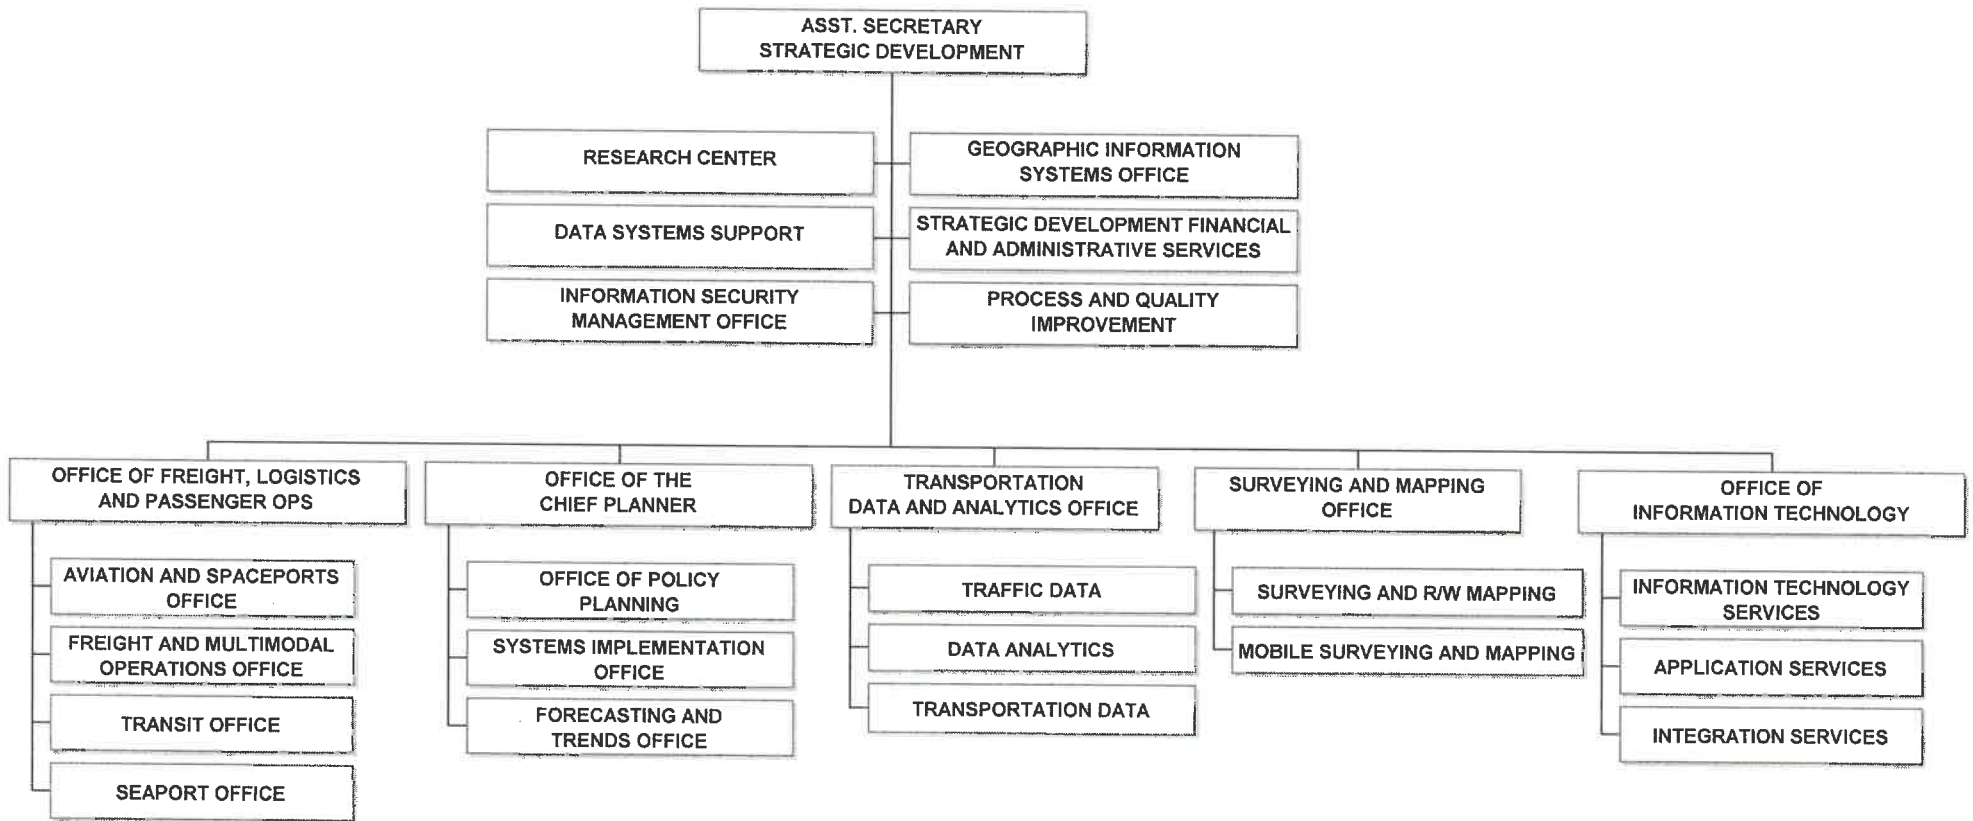 ASST. SECRETARY
STRATEGIC DEVELOPMENT
RESEARCH CENTER
GEOGRAPHIC INFORMATION
SYSTEMS OFFICE
DATA SYSTEMS SUPPORT
STRATEGIC DEVELOPMENT FINANCIAL
AND ADMINISTRATIVE SERVICES
INFORMATION SECURITY
MANAGEMENT OFFICE
PROCESS AND QUALITY
IMPROVEMENT
OFFICE OF FREIGHT, LOGISTICS
AND PASSENGER OPS
AVIATION AND SPACEPORTS
OFFICE
FREIGHT AND MULTIMODAL
OPERATIONS OFFICE
TRANSIT OFFICE
SEAPORT OFFICE
OFFICE OF THE
CHIEF PLANNER
OFFICE OF POLICY
PLANNING
SYSTEMS IMPLEMENTATION
OFFICE
FORECASTING AND
TRENDS OFFICE
TRANSPORTATION
DATA AND ANALYTICS OFFICE
TRAFFIC DATA
DATA ANALYTICS
TRANSPORTATION DATA
SURVEYING AND MAPPING
OFFICE
SURVEYING AND R/W MAPPING
MOBILE SURVEYING AND MAPPING
OFFICE OF
INFORMATION TECHNOLOGY
INFORMATION TECHNOLOGY
SERVICES
APPLICATION SERVICES
INTEGRATION SERVICES